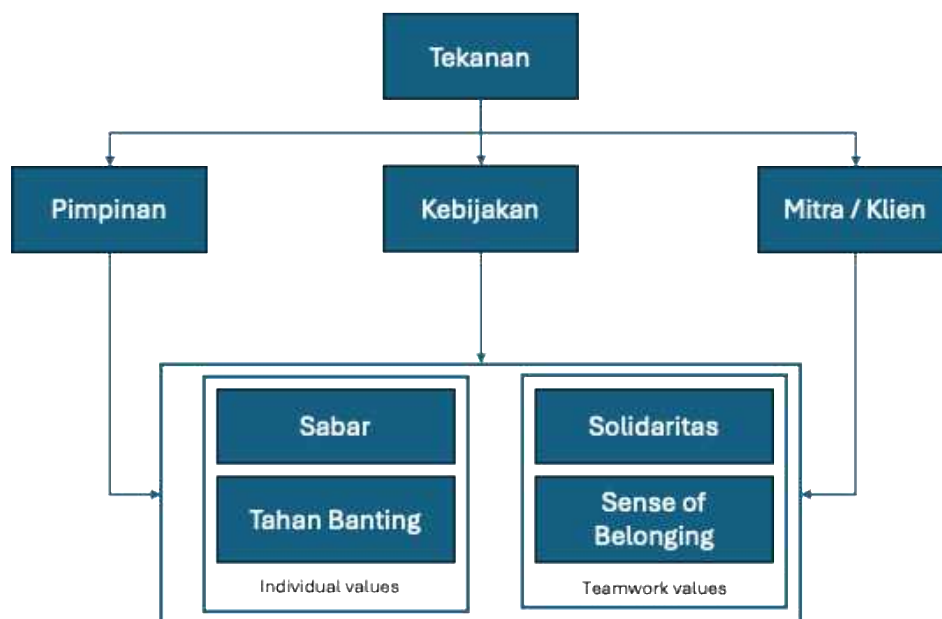 Tekanan
Pimpinan
Kebijakan
Mitra / Klien
Sabar
Tahan Banting
Individual values
Solidaritas
Sense of
Belonging
Teamwork values